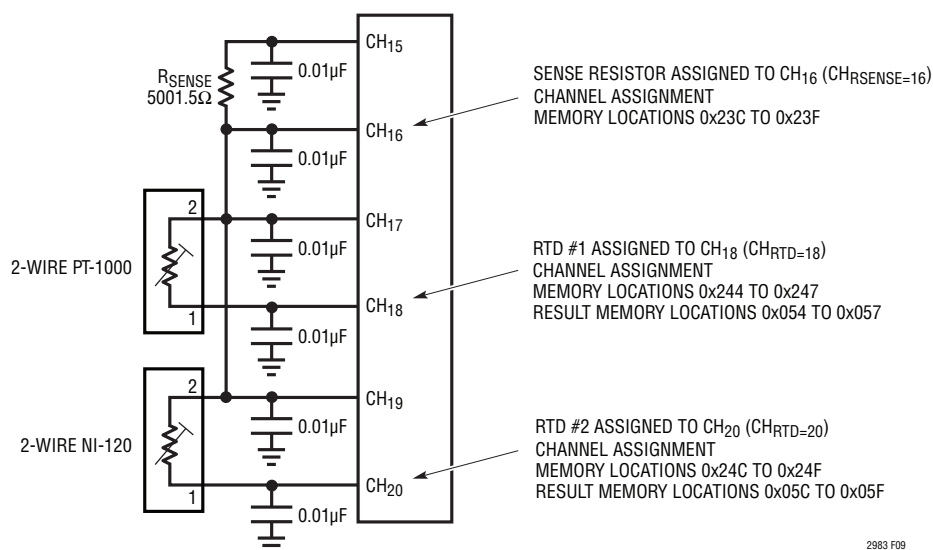 CH15
RSENSE
5001.5Ω
0.01µF
SENSE RESISTOR ASSIGNED TO CH16 (CHRSENSE=16)
CHANNEL ASSIGNMENT
MEMORY LOCATIONS 0x23C TO 0x23F
CH16
0.01µF
2
CH17
2-WIRE PT-1000
0.01µF
RTD #1 ASSIGNED TO CH18 (CHRTD=18)
CHANNEL ASSIGNMENT
MEMORY LOCATIONS 0x244 TO 0x247
RESULT MEMORY LOCATIONS 0x054 TO 0x057
1
CH18
0.01µF
2
CH19
2-WIRE NI-120
0.01µF
RTD #2 ASSIGNED TO CH20 (CHRTD=20)
CHANNEL ASSIGNMENT
MEMORY LOCATIONS 0x24C TO 0x24F
RESULT MEMORY LOCATIONS 0x05C TO 0x05F
1
CH20
0.01µF
2983 F09